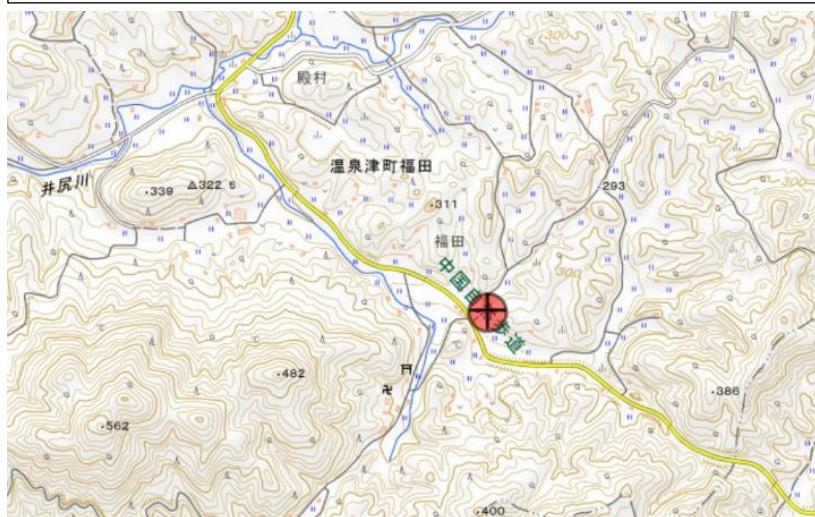 300
殿村
温泉津町福田
井尻川
・339
△322.5
・293
300
・311
福田
300
中国自歩道
・482
・386
・562
・400